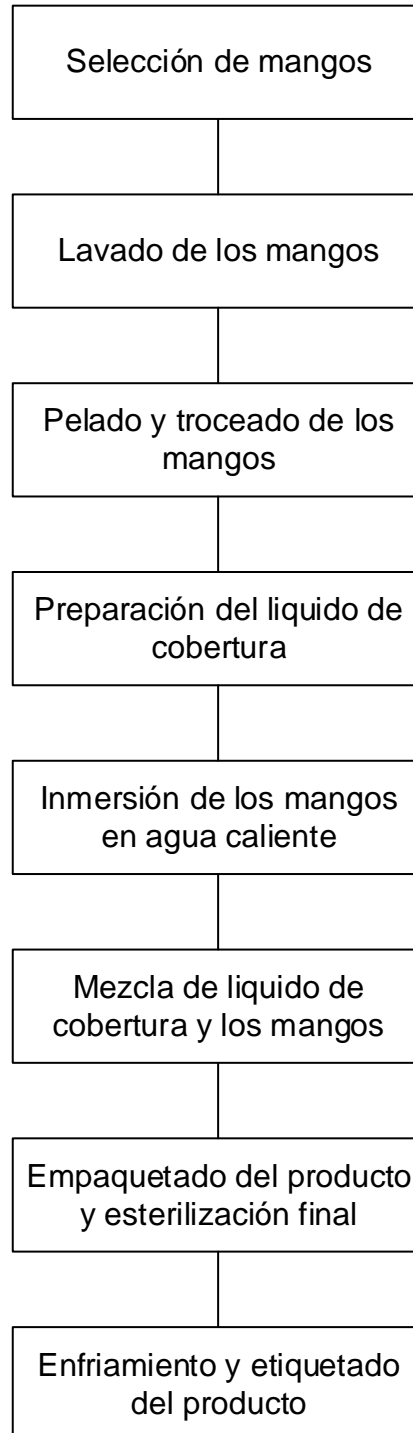 Selección de mangos
Lavado de los mangos
Pelado y troceado de los
mangos
Preparación del liquido de
cobertura
Inmersión de los mangos
en agua caliente
Mezcla de liquido de
cobertura y los mangos
Empaquetado del producto
y esterilización final
Enfriamiento y etiquetado
del producto